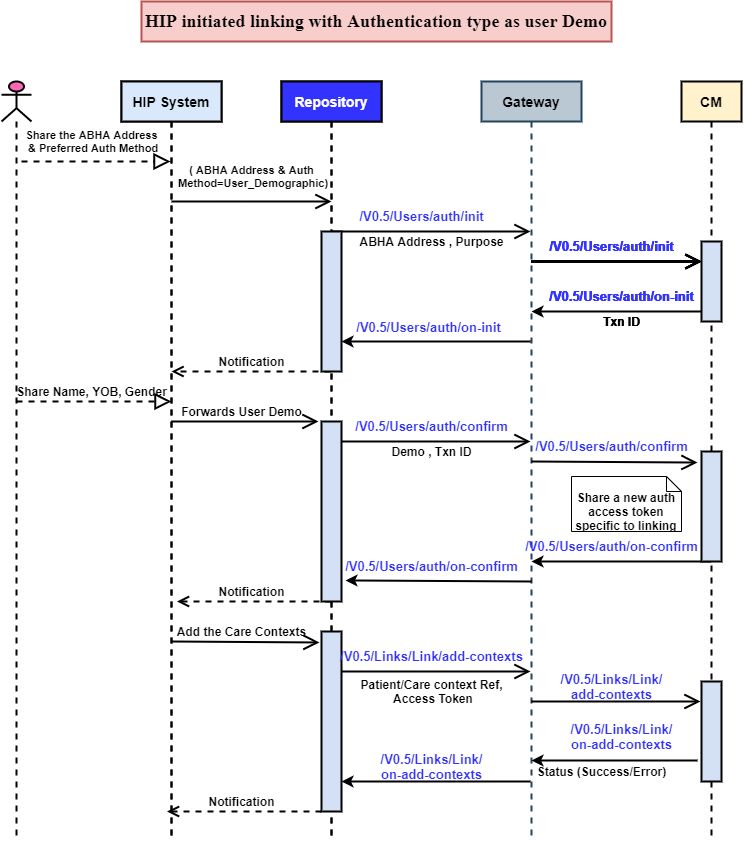 HIP initiated linking with Authentication type as user Demo
HIP System
Repository
Gateway
CM
Share the ABHA Address
& Preferred Auth Method
( ABHA Address & Auth
Method=User_Demographic)
/V0.5/Users/auth/init
ABHA Address , Purpose
/V0.5/Users/auth/init
/V0.5/Users/auth/on-init
Txn ID
/V0.5/Users/auth/on-init
Notification
Share Name, YOB, Gender
Forwards User Demo
/V0.5/Users/auth/confirm
Demo , Txn ID
/V0.5/Users/auth/confirm
Share a new auth
access token
specific to linking
/V0.5/Users/auth/on-confirm
/V0.5/Users/auth/on-confirm
Notification
Add the Care Contexts
/V0.5/Links/Link/add-contexts
Patient/Care context Ref,
Access Token
/V0.5/Links/Link/
add-contexts
/V0.5/Links/Link/
on-add-contexts
Status (Success/Error)
/V0.5/Links/Link/
on-add-contexts
Notification